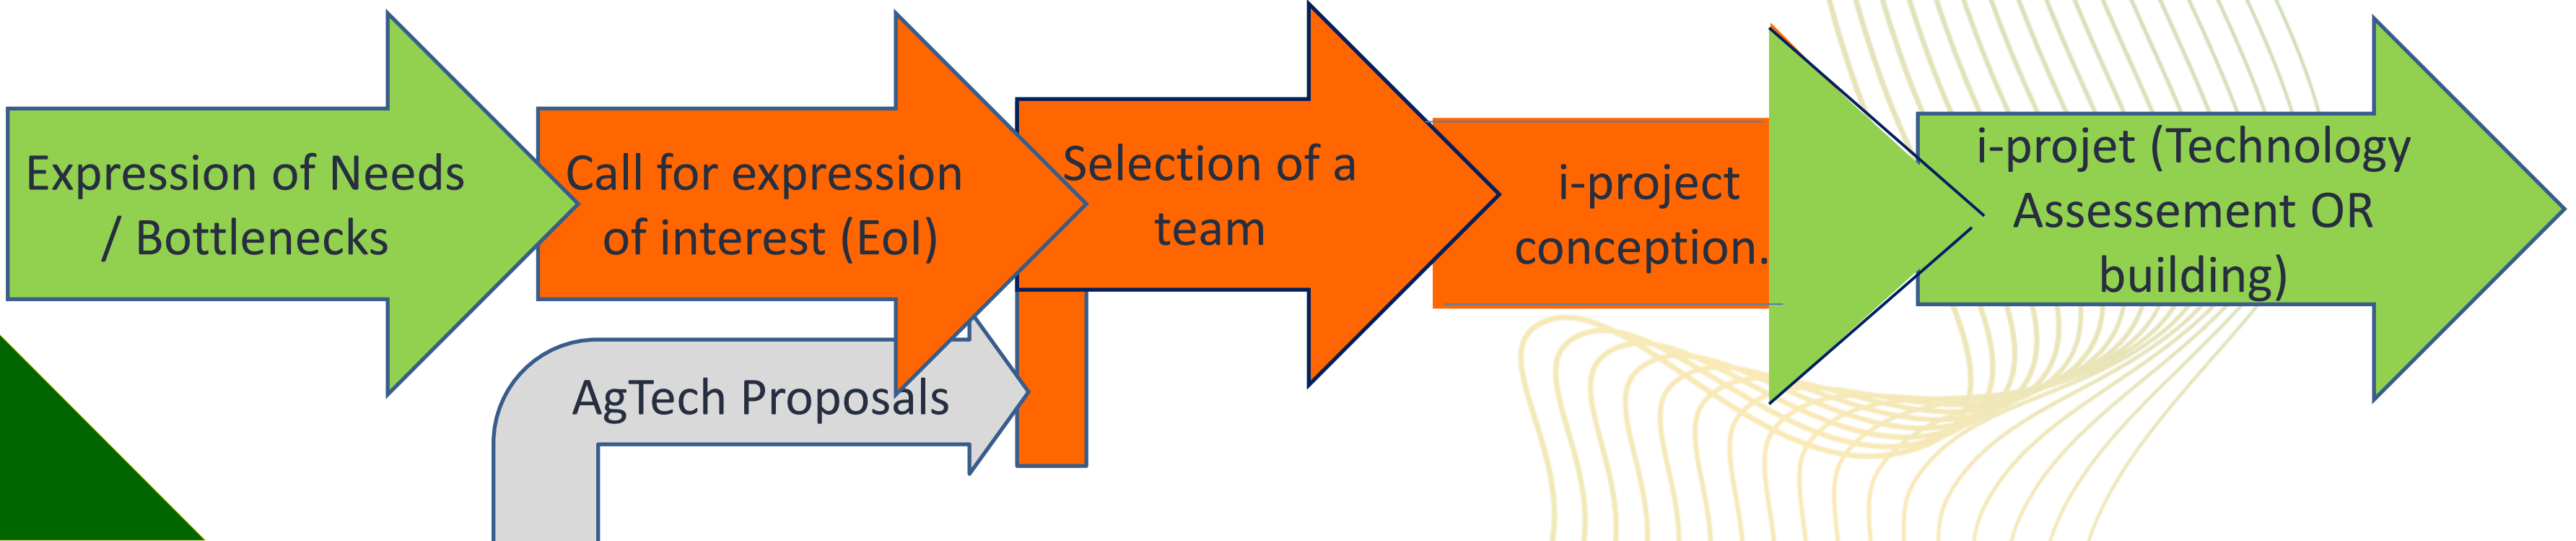 Expression of Needs
/ Bottlenecks
Call for expression
of interest (EoI)
AgTech Proposals
Selection of a
team
i-project
conception.
i-projet (Technology
Assessement OR
building)